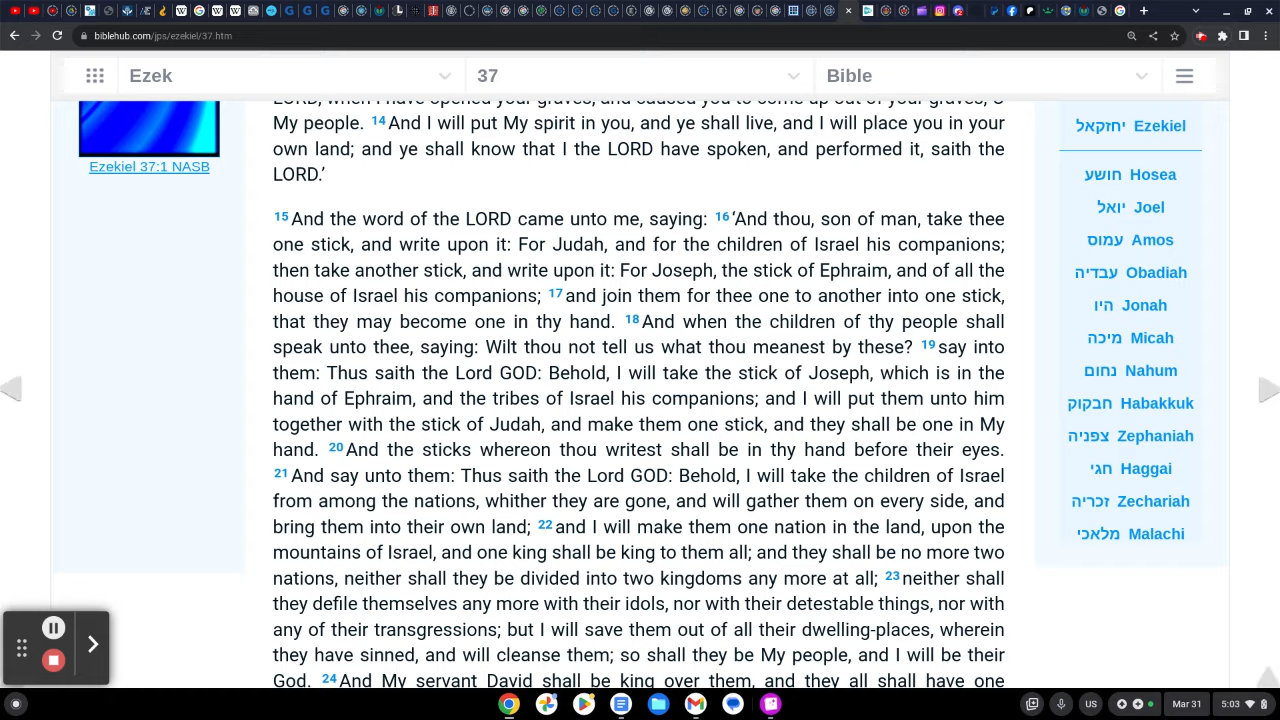 biblehub.com/jps/ezekiel/37.htm
Ezek
37
Bible
Ezekiel 37:1 NASB
LORD, when I have opened your graves, and caused you to come up out of your graves, O
My people. 14 And I will put My spirit in you, and ye shall live, and I will place you in your
own land; and ye shall know that I the LORD have spoken, and performed it, saith the
LORD.’
15 And the word of the LORD came unto me, saying: 16 ‘And thou, son of man, take thee
one stick, and write upon it: For Judah, and for the children of Israel his companions;
then take another stick, and write upon it: For Joseph, the stick of Ephraim, and of all the
house of Israel his companions; 17 and join them for thee one to another into one stick,
that they may become one in thy hand. 18 And when the children of thy people shall
speak unto thee, saying: Wilt thou not tell us what thou meanest by these? 19 say into
them: Thus saith the Lord GOD: Behold, I will take the stick of Joseph, which is in the
hand of Ephraim, and the tribes of Israel his companions; and I will put them unto him
together with the stick of Judah, and make them one stick, and they shall be one in My
hand. 20 And the sticks whereon thou writest shall be in thy hand before their eyes.
21 And say unto them: Thus saith the Lord GOD: Behold, I will take the children of Israel
from among the nations, whither they are gone, and will gather them on every side, and
bring them into their own land; 22 and I will make them one nation in the land, upon the
mountains of Israel, and one king shall be king to them all; and they shall be no more two
nations, neither shall they be divided into two kingdoms any more at all; 23 neither shall
they defile themselves any more with their idols, nor with their detestable things, nor with
any of their transgressions; but I will save them out of all their dwelling-places, wherein
they have sinned, and will cleanse them; so shall they be My people, and I will be their
God. 24 And My servant David shall be king over them, and they all shall have one
יחזקאל Ezekiel
חושע Hosea
יואל Joel
עמוס Amos
עבדיה Obadiah
היו Jonah
מיכה Micah
נחום Nahum
חבקוק Habakkuk
צפניה Zephaniah
חגי Haggai
זכריה Zechariah
מלאכי Malachi
US
Mar 31
5:03